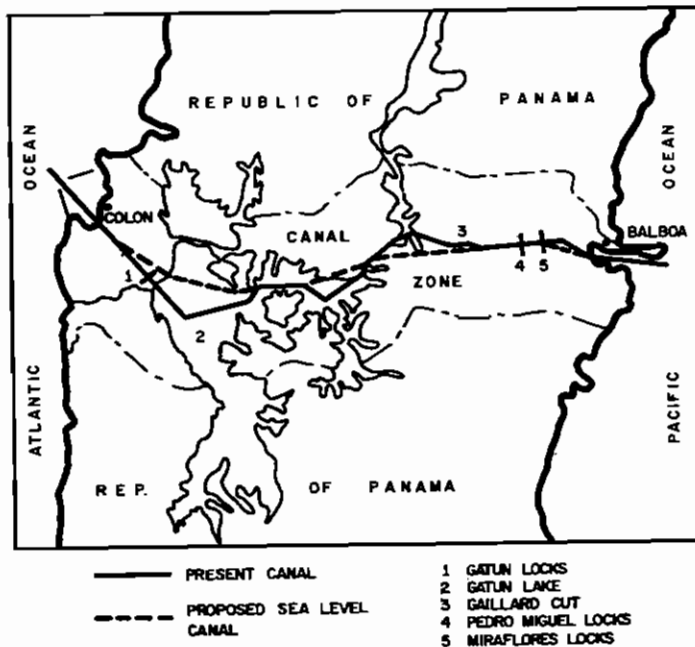 REPUBLIC OF PANAMA
OCEAN
OCEAN
COLON
CANAL
3
BALBOA
4 5
1
ZONE
2
ATLANTIC
PACIFIC
REP. OF PANAMA
PRESENT CANAL
PROPOSED SEA LEVEL
CANAL
1 GATUN LOCKS
2 GATUN LAKE
3 GAILLARD CUT
4 PEDRO MIGUEL LOCKS
5 MIRAFLORES LOCKS